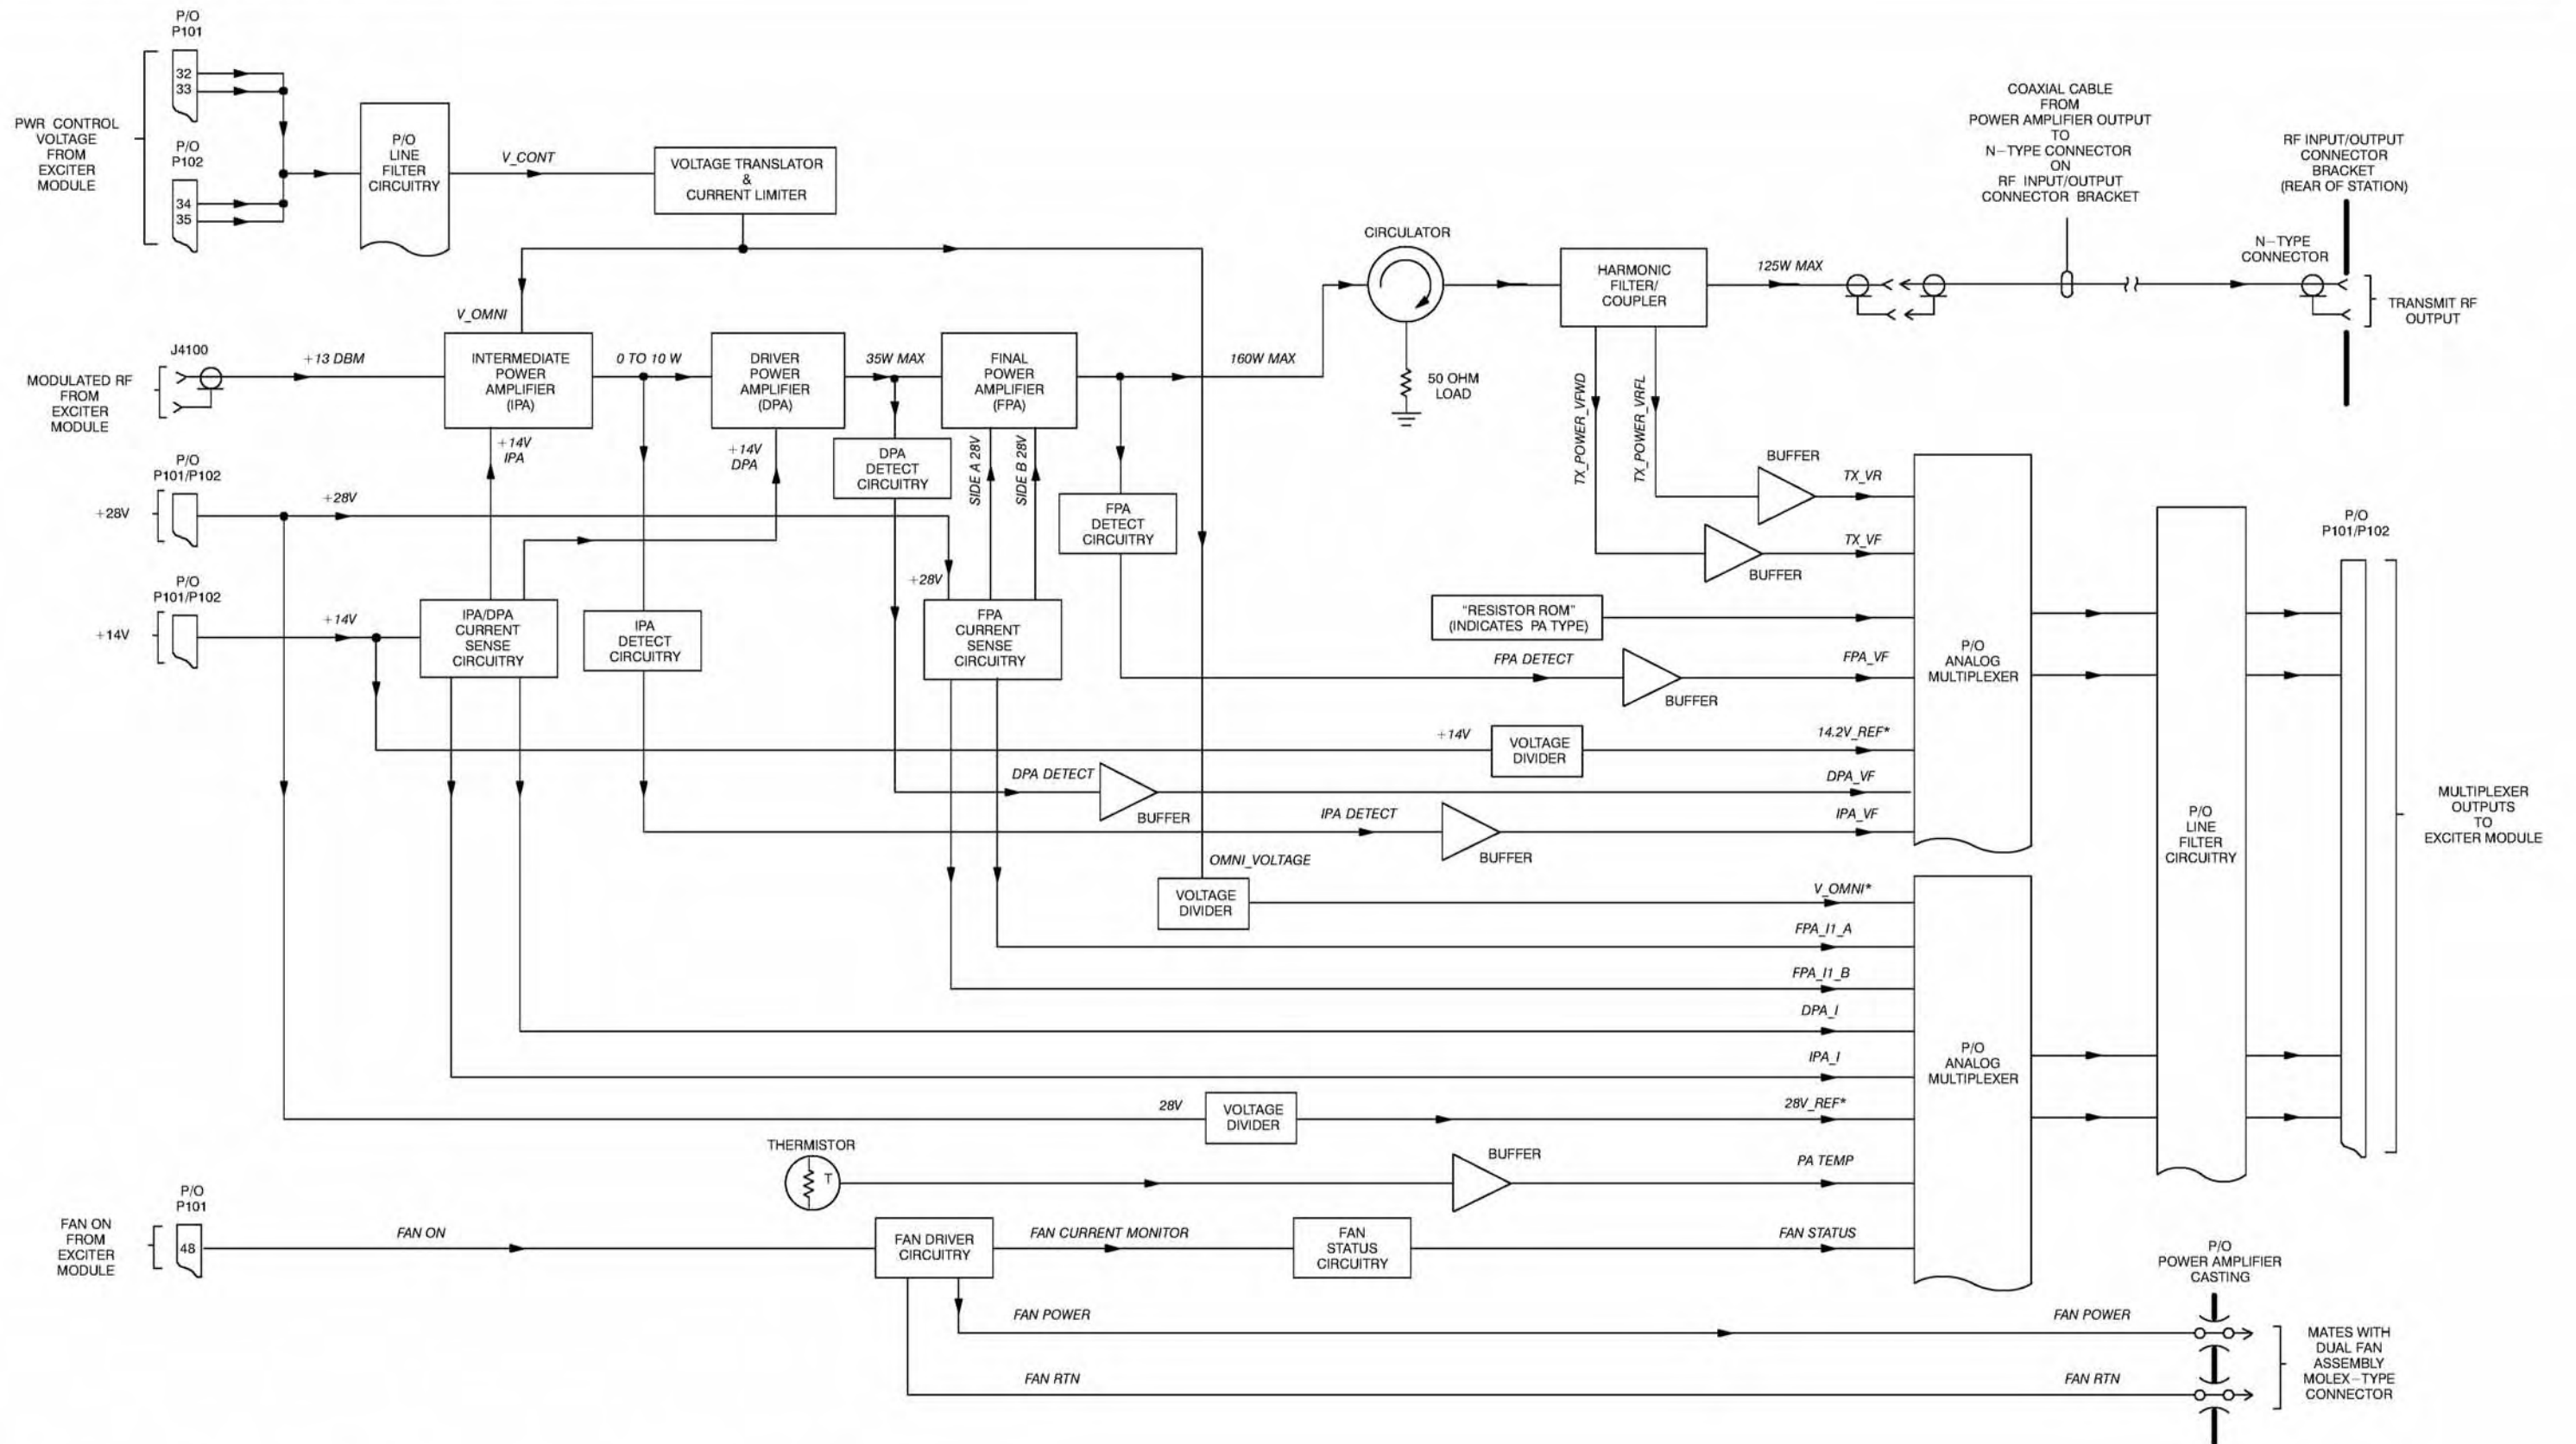 P/O
P101
32
33
PWR CONTROL
VOLTAGE
FROM
EXCITER
MODULE
P/O
P102
34
35
P/O
LINE
FILTER
CIRCUITRY
V_CONT
VOLTAGE TRANSLATOR
&
CURRENT LIMITER
CIRCULATOR
50 OHM
LOAD
HARMONIC
FILTER/
COUPLER
125W MAX
COAXIAL CABLE
FROM
POWER AMPLIFIER OUTPUT
TO
N-TYPE CONNECTOR
ON
RF INPUT/OUTPUT
CONNECTOR BRACKET
RF INPUT/OUTPUT
CONNECTOR
BRACKET
(REAR OF STATION)
N-TYPE
CONNECTOR
TRANSMIT RF
OUTPUT
V_OMNI
J4100
+13 DBM
MODULATED RF
FROM
EXCITER
MODULE
INTERMEDIATE
POWER
AMPLIFIER
(IPA)
0 TO 10 W
DRIVER
POWER
AMPLIFIER
(DPA)
35W MAX
FINAL
POWER
AMPLIFIER
(FPA)
160W MAX
TX_POWER_VFWD
TX_POWER_VRFL
+14V
IPA
+14V
DPA
DPA
DETECT
CIRCUITRY
SIDE A 28V
SIDE B 28V
FPA
DETECT
CIRCUITRY
BUFFER
TX_VR
TX_VF
BUFFER
P/O
P101/P102
+28V
+28V
+28V
P/O
P101/P102
+14V
+14V
IPA/DPA
CURRENT
SENSE
CIRCUITRY
IPA
DETECT
CIRCUITRY
FPA
CURRENT
SENSE
CIRCUITRY
"RESISTOR ROM"
(INDICATES PA TYPE)
FPA DETECT
BUFFER
FPA_VF
P/O
ANALOG
MULTIPLEXER
P/O
P101/P102
+14V
VOLTAGE
DIVIDER
14.2V_REF*
DPA DETECT
BUFFER
DPA_VF
IPA DETECT
BUFFER
IPA_VF
P/O
LINE
FILTER
CIRCUITRY
MULTIPLEXER
OUTPUTS
TO
EXCITER MODULE
OMNI_VOLTAGE
VOLTAGE
DIVIDER
V_OMNI*
FPA_I1_A
FPA_I1_B
DPA_I
IPA_I
P/O
ANALOG
MULTIPLEXER
28V
VOLTAGE
DIVIDER
28V_REF*
THERMISTOR
T
BUFFER
PA TEMP
P/O
P101
FAN ON
FROM
EXCITER
MODULE
48
FAN ON
FAN DRIVER
CIRCUITRY
FAN CURRENT MONITOR
FAN
STATUS
CIRCUITRY
FAN STATUS
P/O
POWER AMPLIFIER
CASTING
FAN POWER
FAN POWER
FAN RTN
FAN RTN
MATES WITH
DUAL FAN
ASSEMBLY
MOLEX-TYPE
CONNECTOR